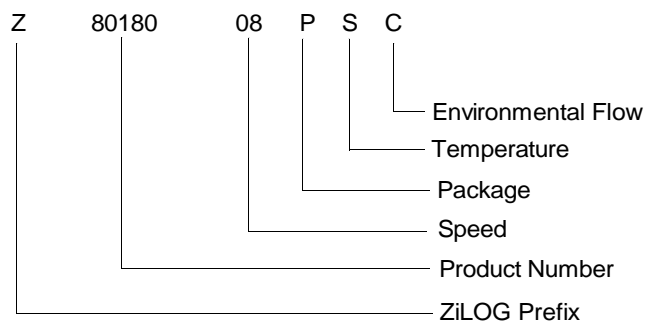 Z 80180 08 P S C
Environmental Flow
Temperature
Package
Speed
Product Number
ZiLOG Prefix